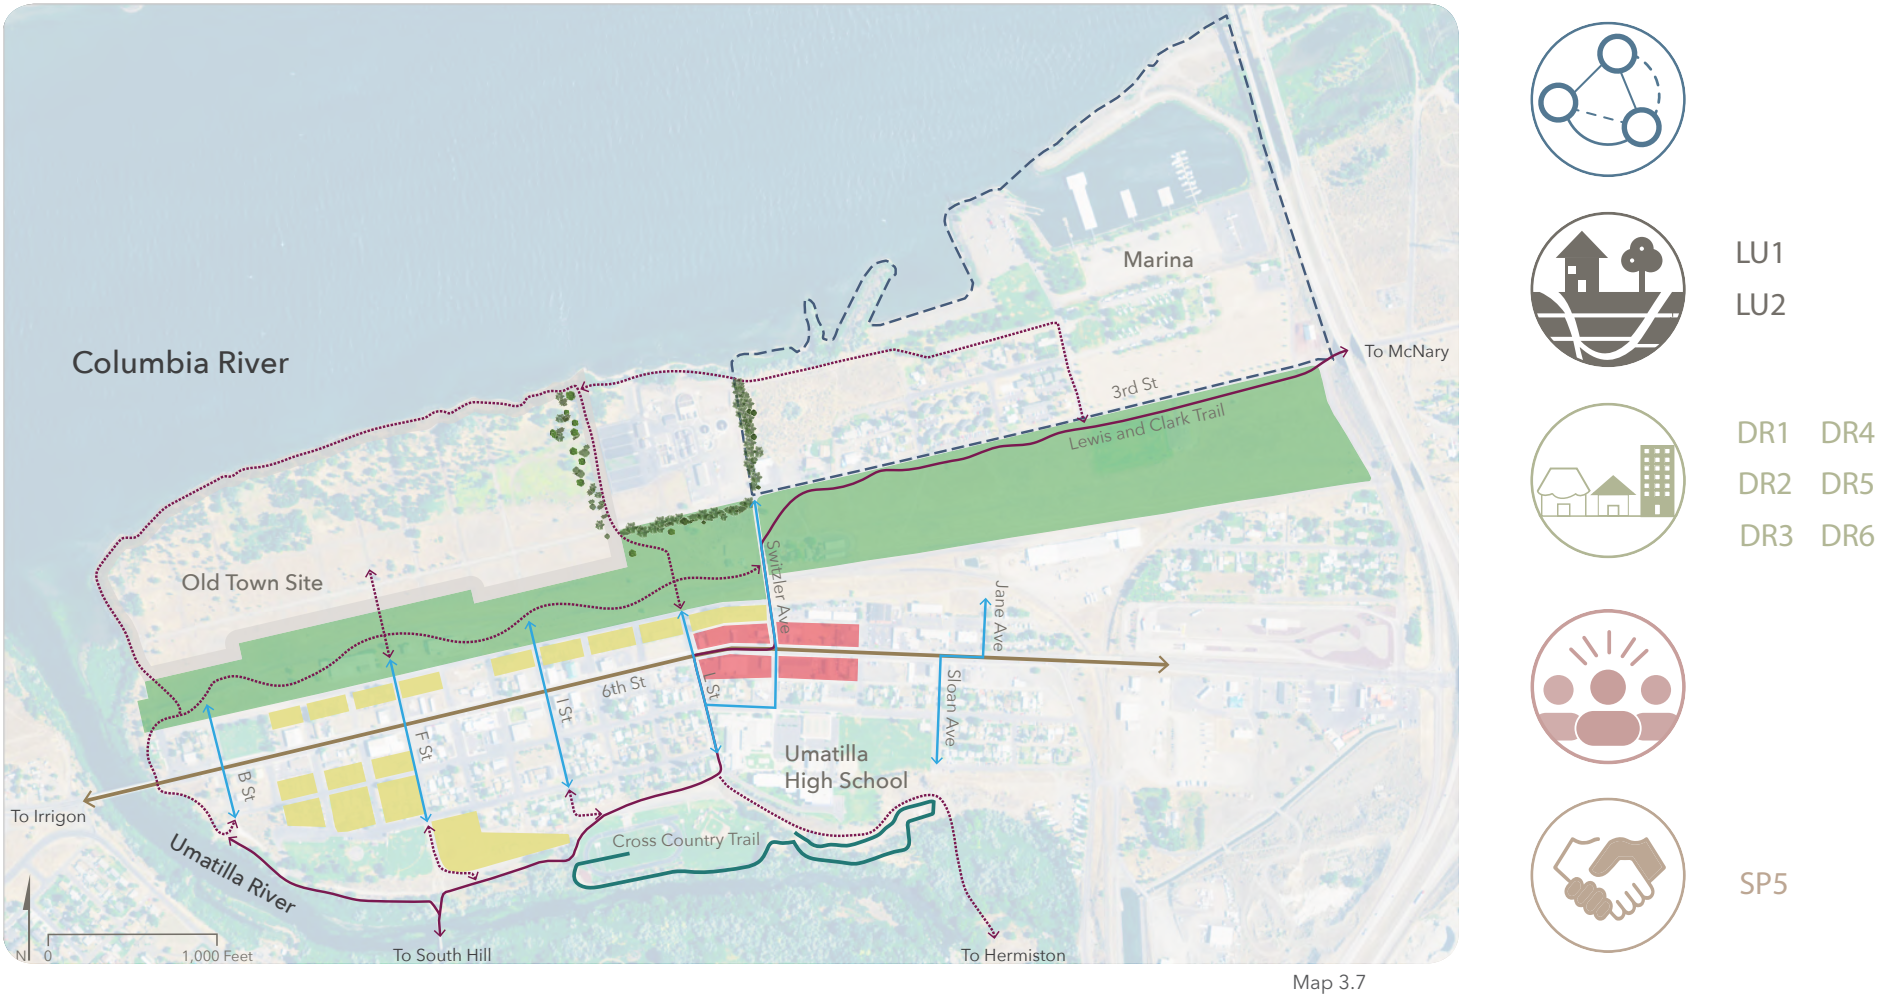 Columbia River
Marina
To McNary
3rd St
Lewis and Clark Trail
Old Town Site
Switzler Ave
Jane Ave
6th St
L St
I St
F St
B St
Sloan Ave
Umatilla
High School
To Irrigon
Umatilla River
Cross Country Trail
N
0
1,000 Feet
To South Hill
To Hermiston
Map 3.7
LU1
LU2
DR1 DR4
DR2 DR5
DR3 DR6
SP5